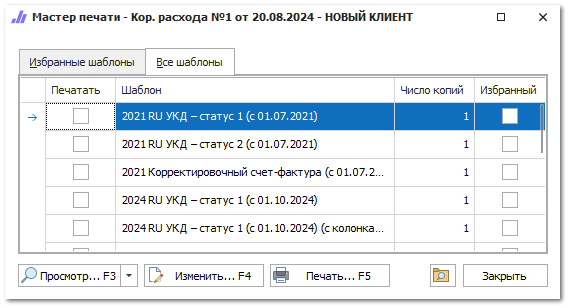 Мастер печати - Кор. расхода №1 от 20.08.2024 - НОВЫЙ КЛИЕНТ
Избранные шаблоны Все шаблоны
Печатать Шаблон Число копий Избранный
2021 RU УКД – статус 1 (с 01.07.2021) 1
2021 RU УКД – статус 2 (с 01.07.2021) 1
2021 Корректировочный счет-фактура (с 01.07.2... 1
2024 RU УКД – статус 1 (с 01.10.2024) 1
2024 RU УКД – статус 1 (с 01.10.2024) (с колонка... 1
Просмотр... F3 Изменить... F4 Печать... F5 Закрыть